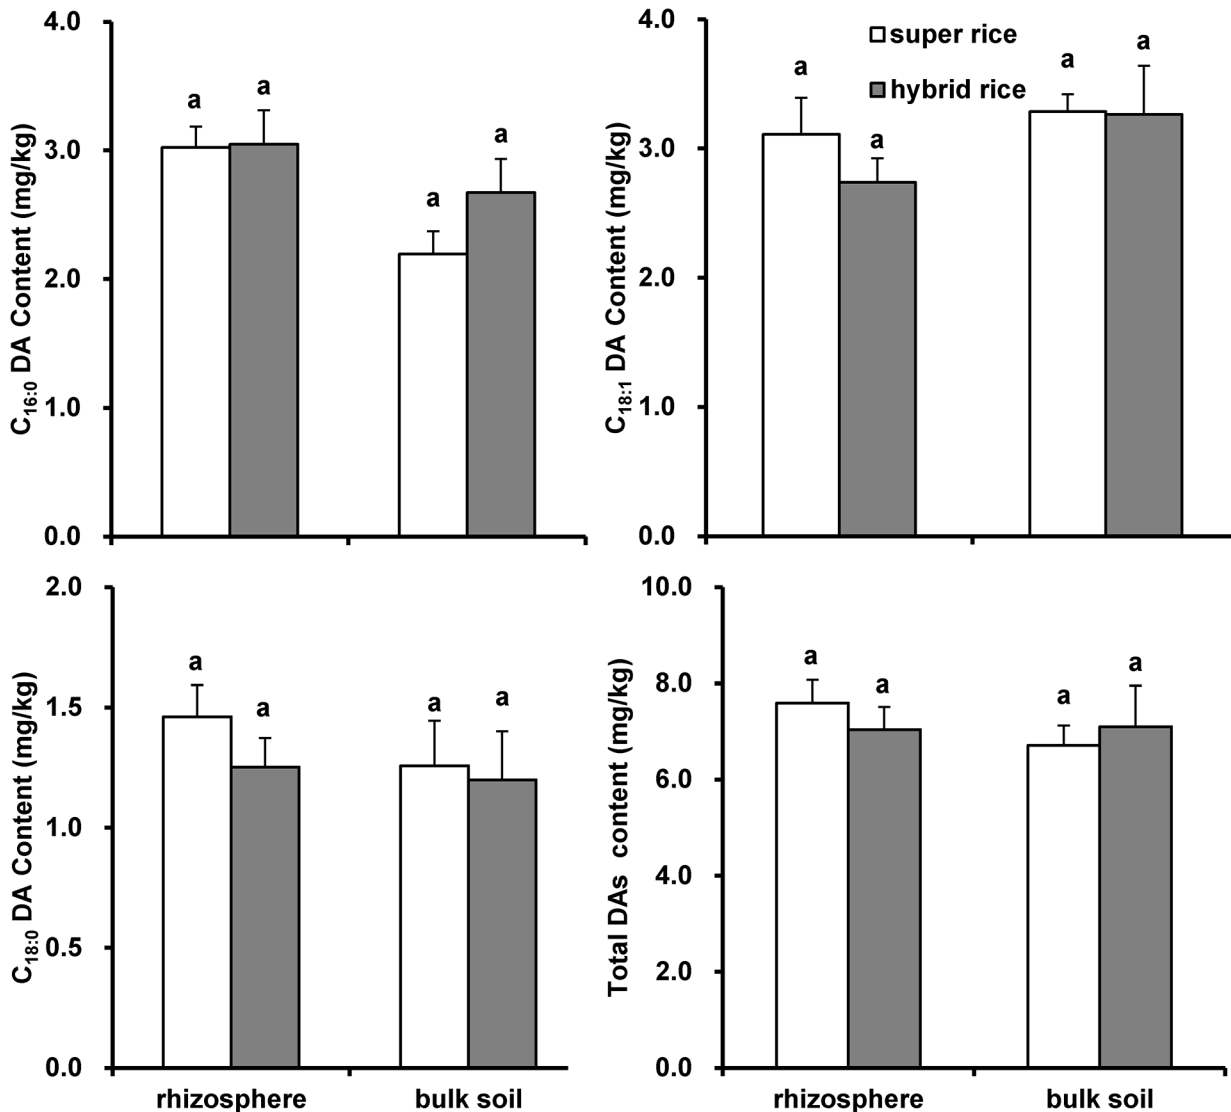 C16:0 DA Content (mg/kg)
4.0
3.0
2.0
1.0
0.0
a
a
a
a
C18:1 DA Content (mg/kg)
4.0
3.0
2.0
1.0
0.0
a
a
a
a
super rice
hybrid rice
C18:0 DA Content (mg/kg)
2.0
1.5
1.0
0.5
0.0
a
a
a
a
rhizosphere
bulk soil
Total DAs content (mg/kg)
10.0
8.0
6.0
4.0
2.0
0.0
a
a
a
a
rhizosphere
bulk soil